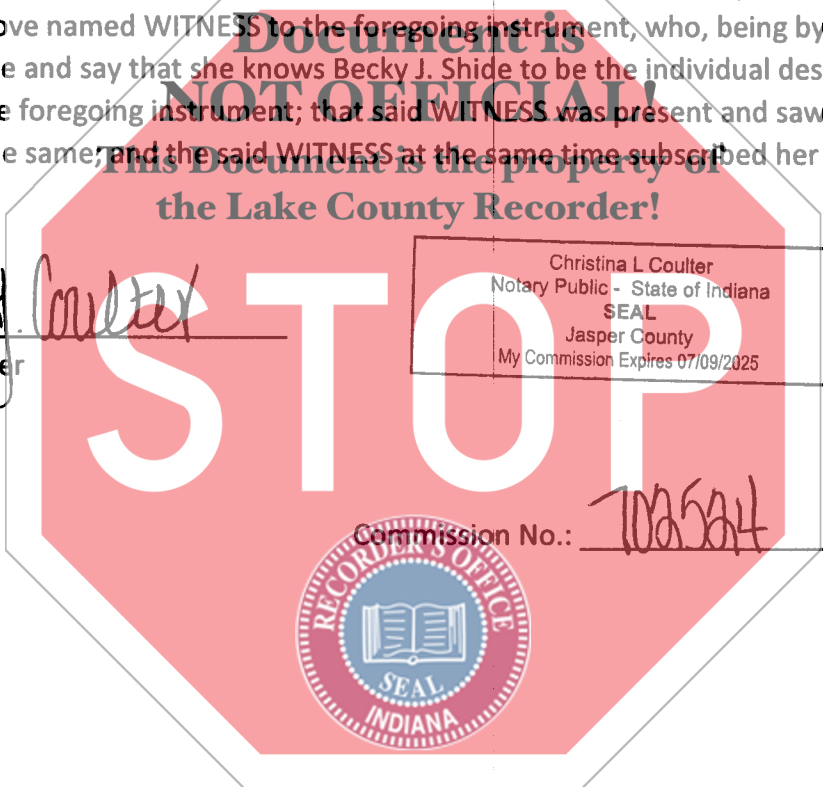 ove named WITNESS to the foregoing instrument, who, being by
Document is
e and say that she knows Becky J. Shide to be the individual des
NOT OFFICIAL!
e foregoing instrument; that said WITNESS was present and saw
e same; and the said WITNESS at the same time subscribed her
This Document is the property of
the Lake County Recorder!
Christina L Coulter
Notary Public - State of Indiana
SEAL
Jasper County
My Commission Expires 07/09/2025
. Coulter
er
STOP
Commission No.: 702524
RECORDER'S OFFICE
SEAL
INDIANA